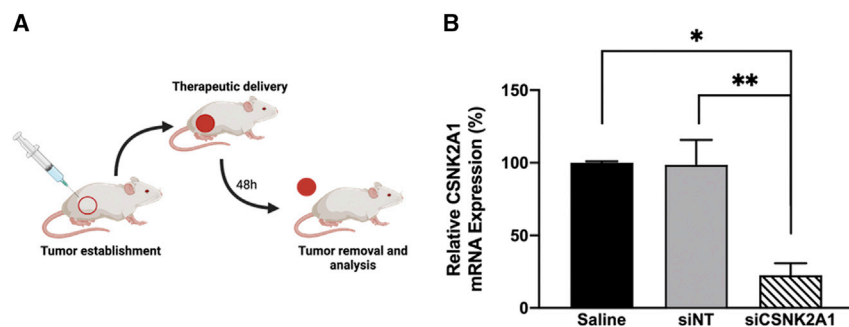 A
Therapeutic delivery
48h
Tumor establishment
Tumor removal and
analysis
B
Relative CSNK2A1
mRNA Expression (%)
150
100
50
0
*
**
Saline siNT siCSNK2A1